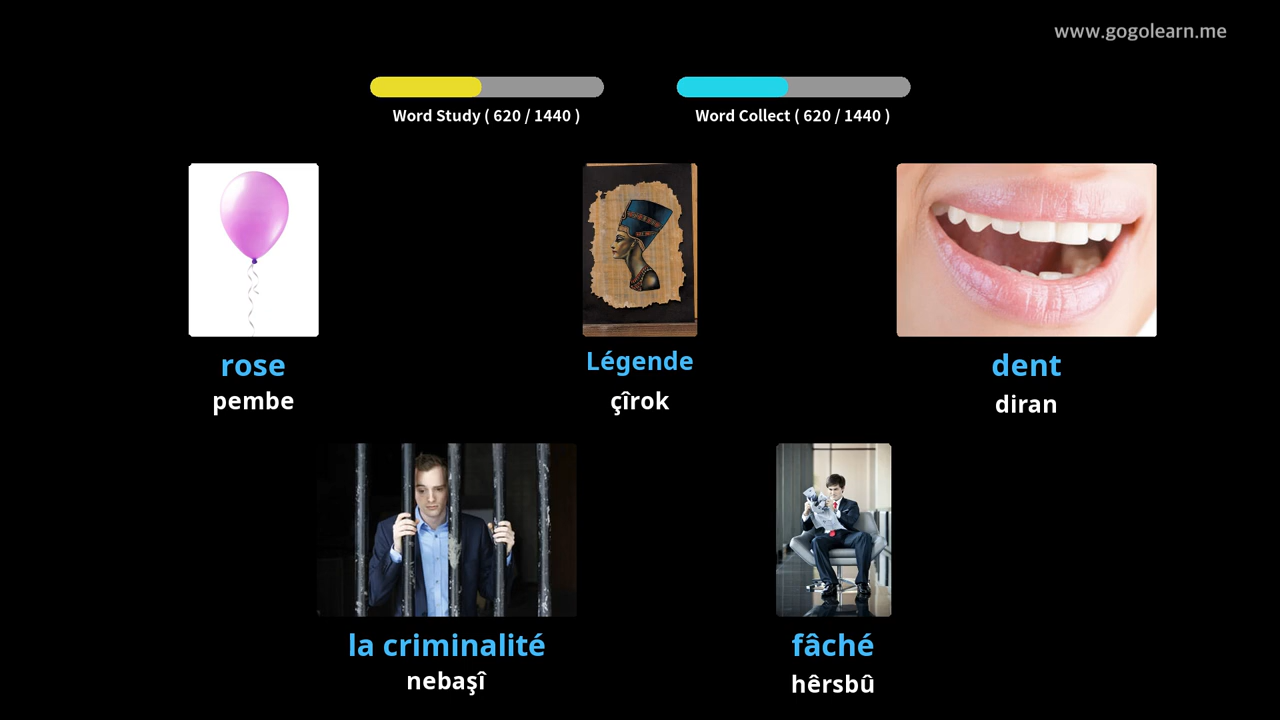 www.gogolearn.me
Word Study ( 620 / 1440 )
Word Collect ( 620 / 1440 )
rose
pembe
Légende
çîrok
dent
diran
la criminalité
nebaşî
fâché
hêrsbû